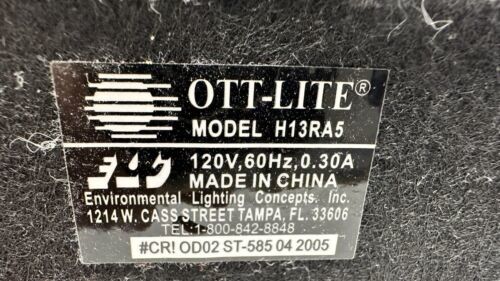 OTT-LITE®
MODEL H13RA5
120V,60Hz,0.30A
MADE IN CHINA
Environmental Lighting Concepts. Inc.
1214 W. CASS STREET TAMPA, FL. 33606
TEL:1-800-842-8848
#CR! OD02 ST-585 04 2005